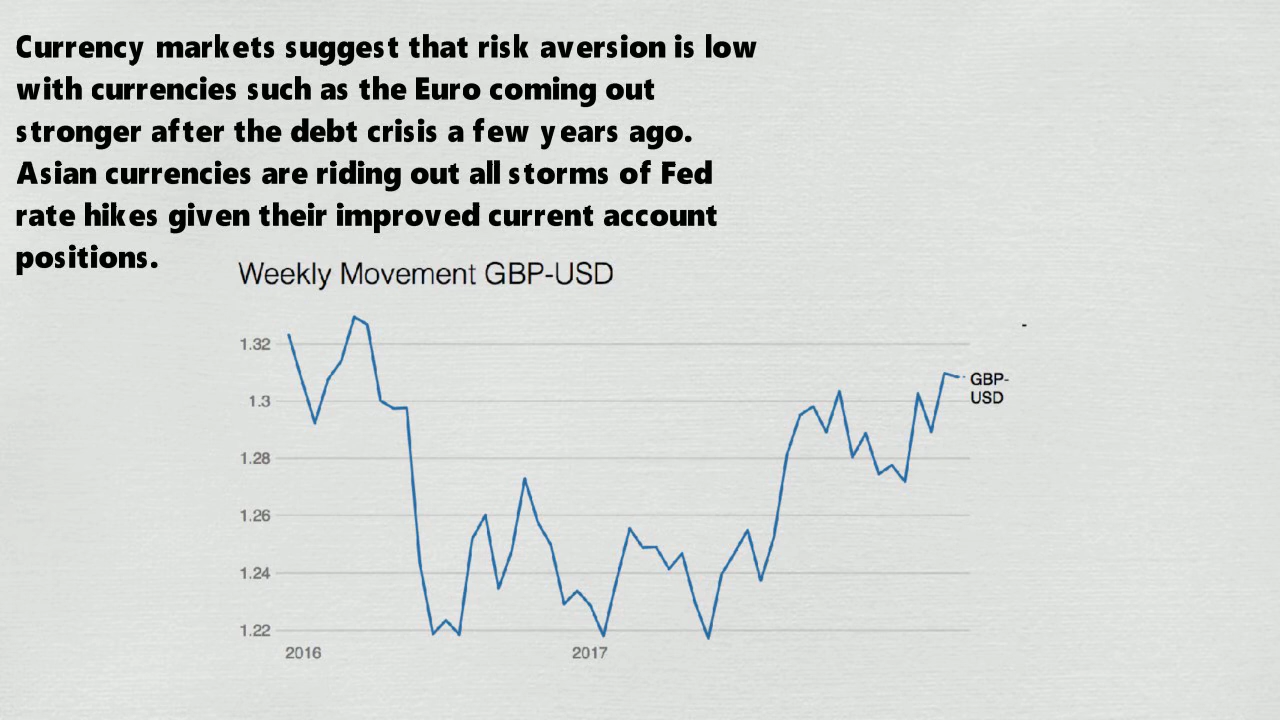 Currency markets suggest that risk aversion is low
with currencies such as the Euro coming out
stronger after the debt crisis a few years ago.
Asian currencies are riding out all storms of Fed
rate hikes given their improved current account
positions.
Weekly Movement GBP-USD
1.32
1.3
1.28
1.26
1.24
1.22
2016
2017
GBP-
USD